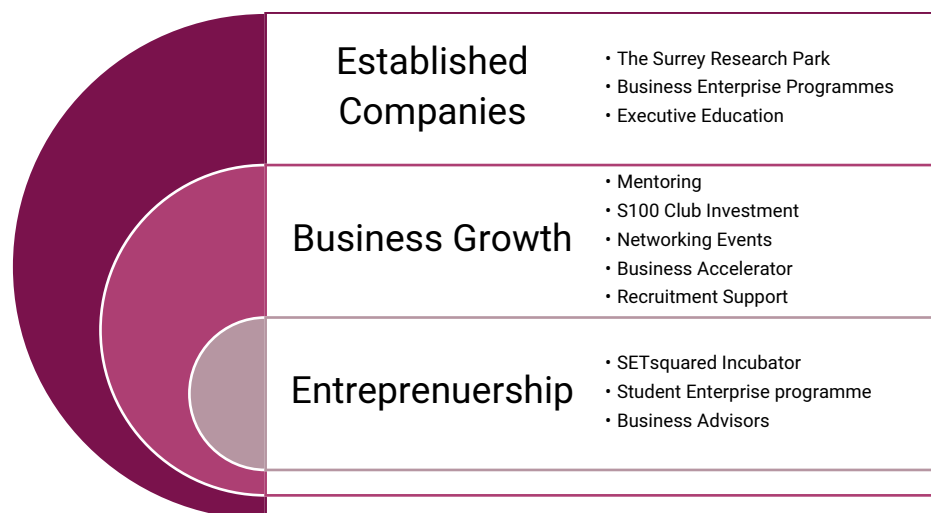 Established
Companies
• The Surrey Research Park
• Business Enterprise Programmes
• Executive Education
Business Growth
• Mentoring
• S100 Club Investment
• Networking Events
• Business Accelerator
• Recruitment Support
Entreprenuership
• SETsquared Incubator
• Student Enterprise programme
• Business Advisors